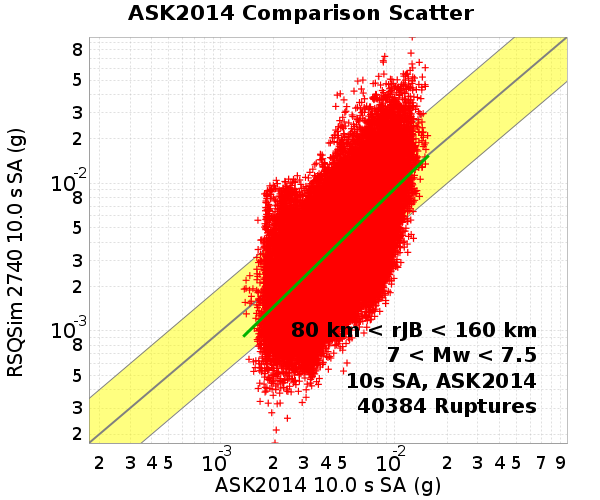 ASK2014 Comparison Scatter
RSQSim 2740 10.0 s SA (g)
8
5
3
2
10-2
8
5
3
2
10-3
8
5
3
2
80 km < rJB < 160 km
7 < Mw < 7.5
10s SA, ASK2014
40384 Ruptures
2 3 4 5 10-3 2 3 4 5 10-2 2 3 4 5 7 9
ASK2014 10.0 s SA (g)